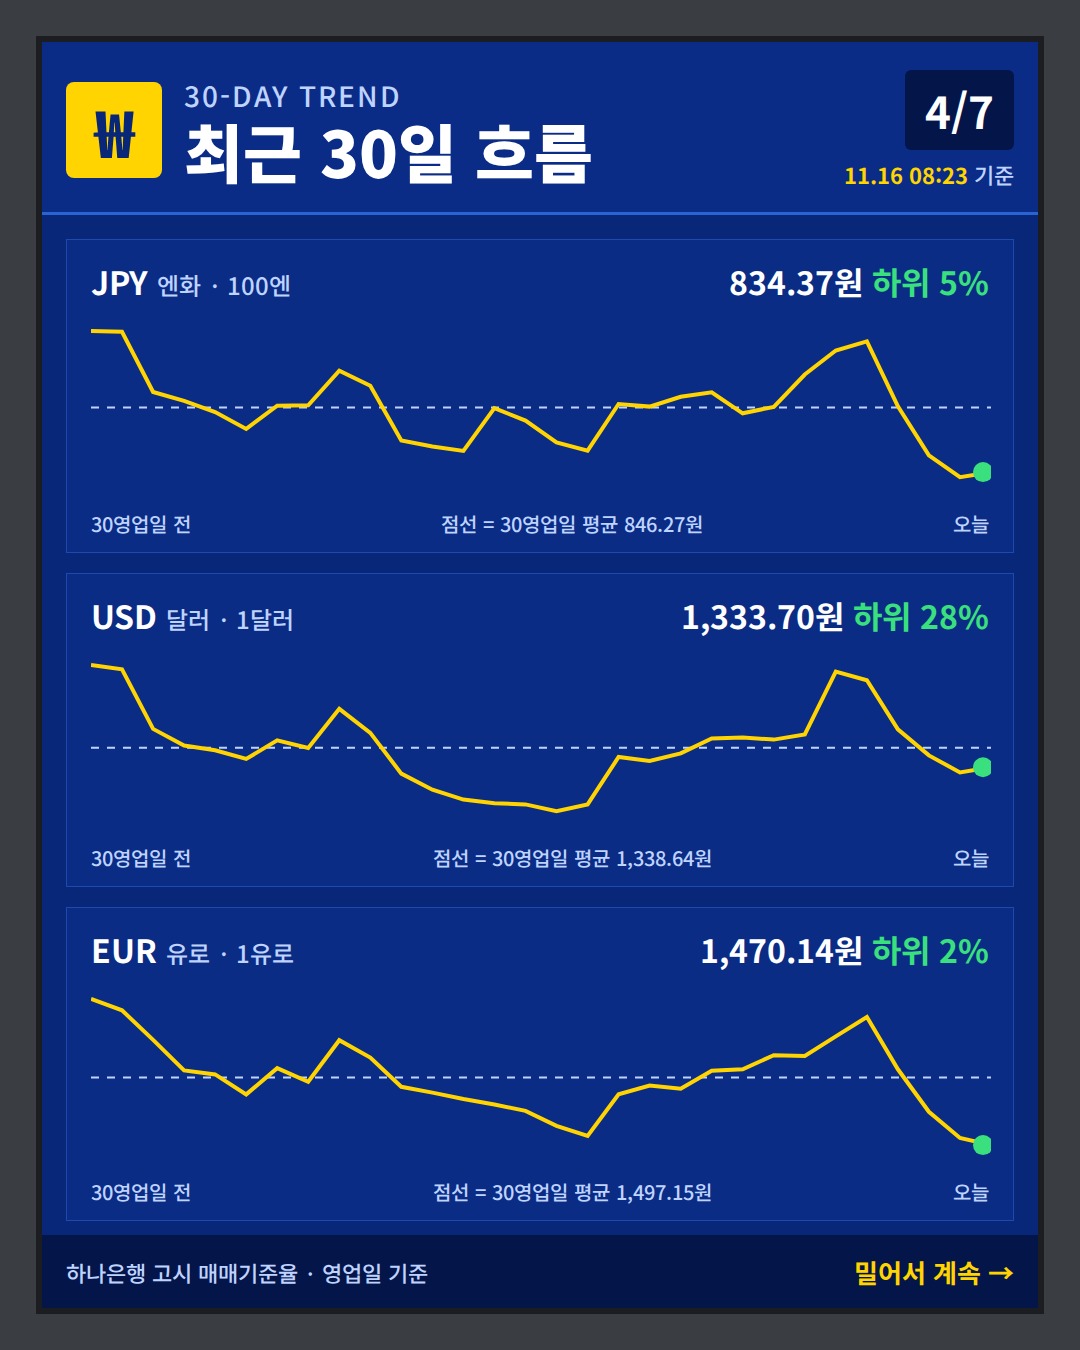 ₩
30-DAY TREND
최근 30일 흐름
4/7
11.16 08:23 기준
JPY 엔화 · 100엔
834.37원 하위 5%
30영업일 전
점선 = 30영업일 평균 846.27원
오늘
USD 달러 · 1달러
1,333.70원 하위 28%
30영업일 전
점선 = 30영업일 평균 1,338.64원
오늘
EUR 유로 · 1유로
1,470.14원 하위 2%
30영업일 전
점선 = 30영업일 평균 1,497.15원
오늘
하나은행 고시 매매기준율 · 영업일 기준
밀어서 계속 →